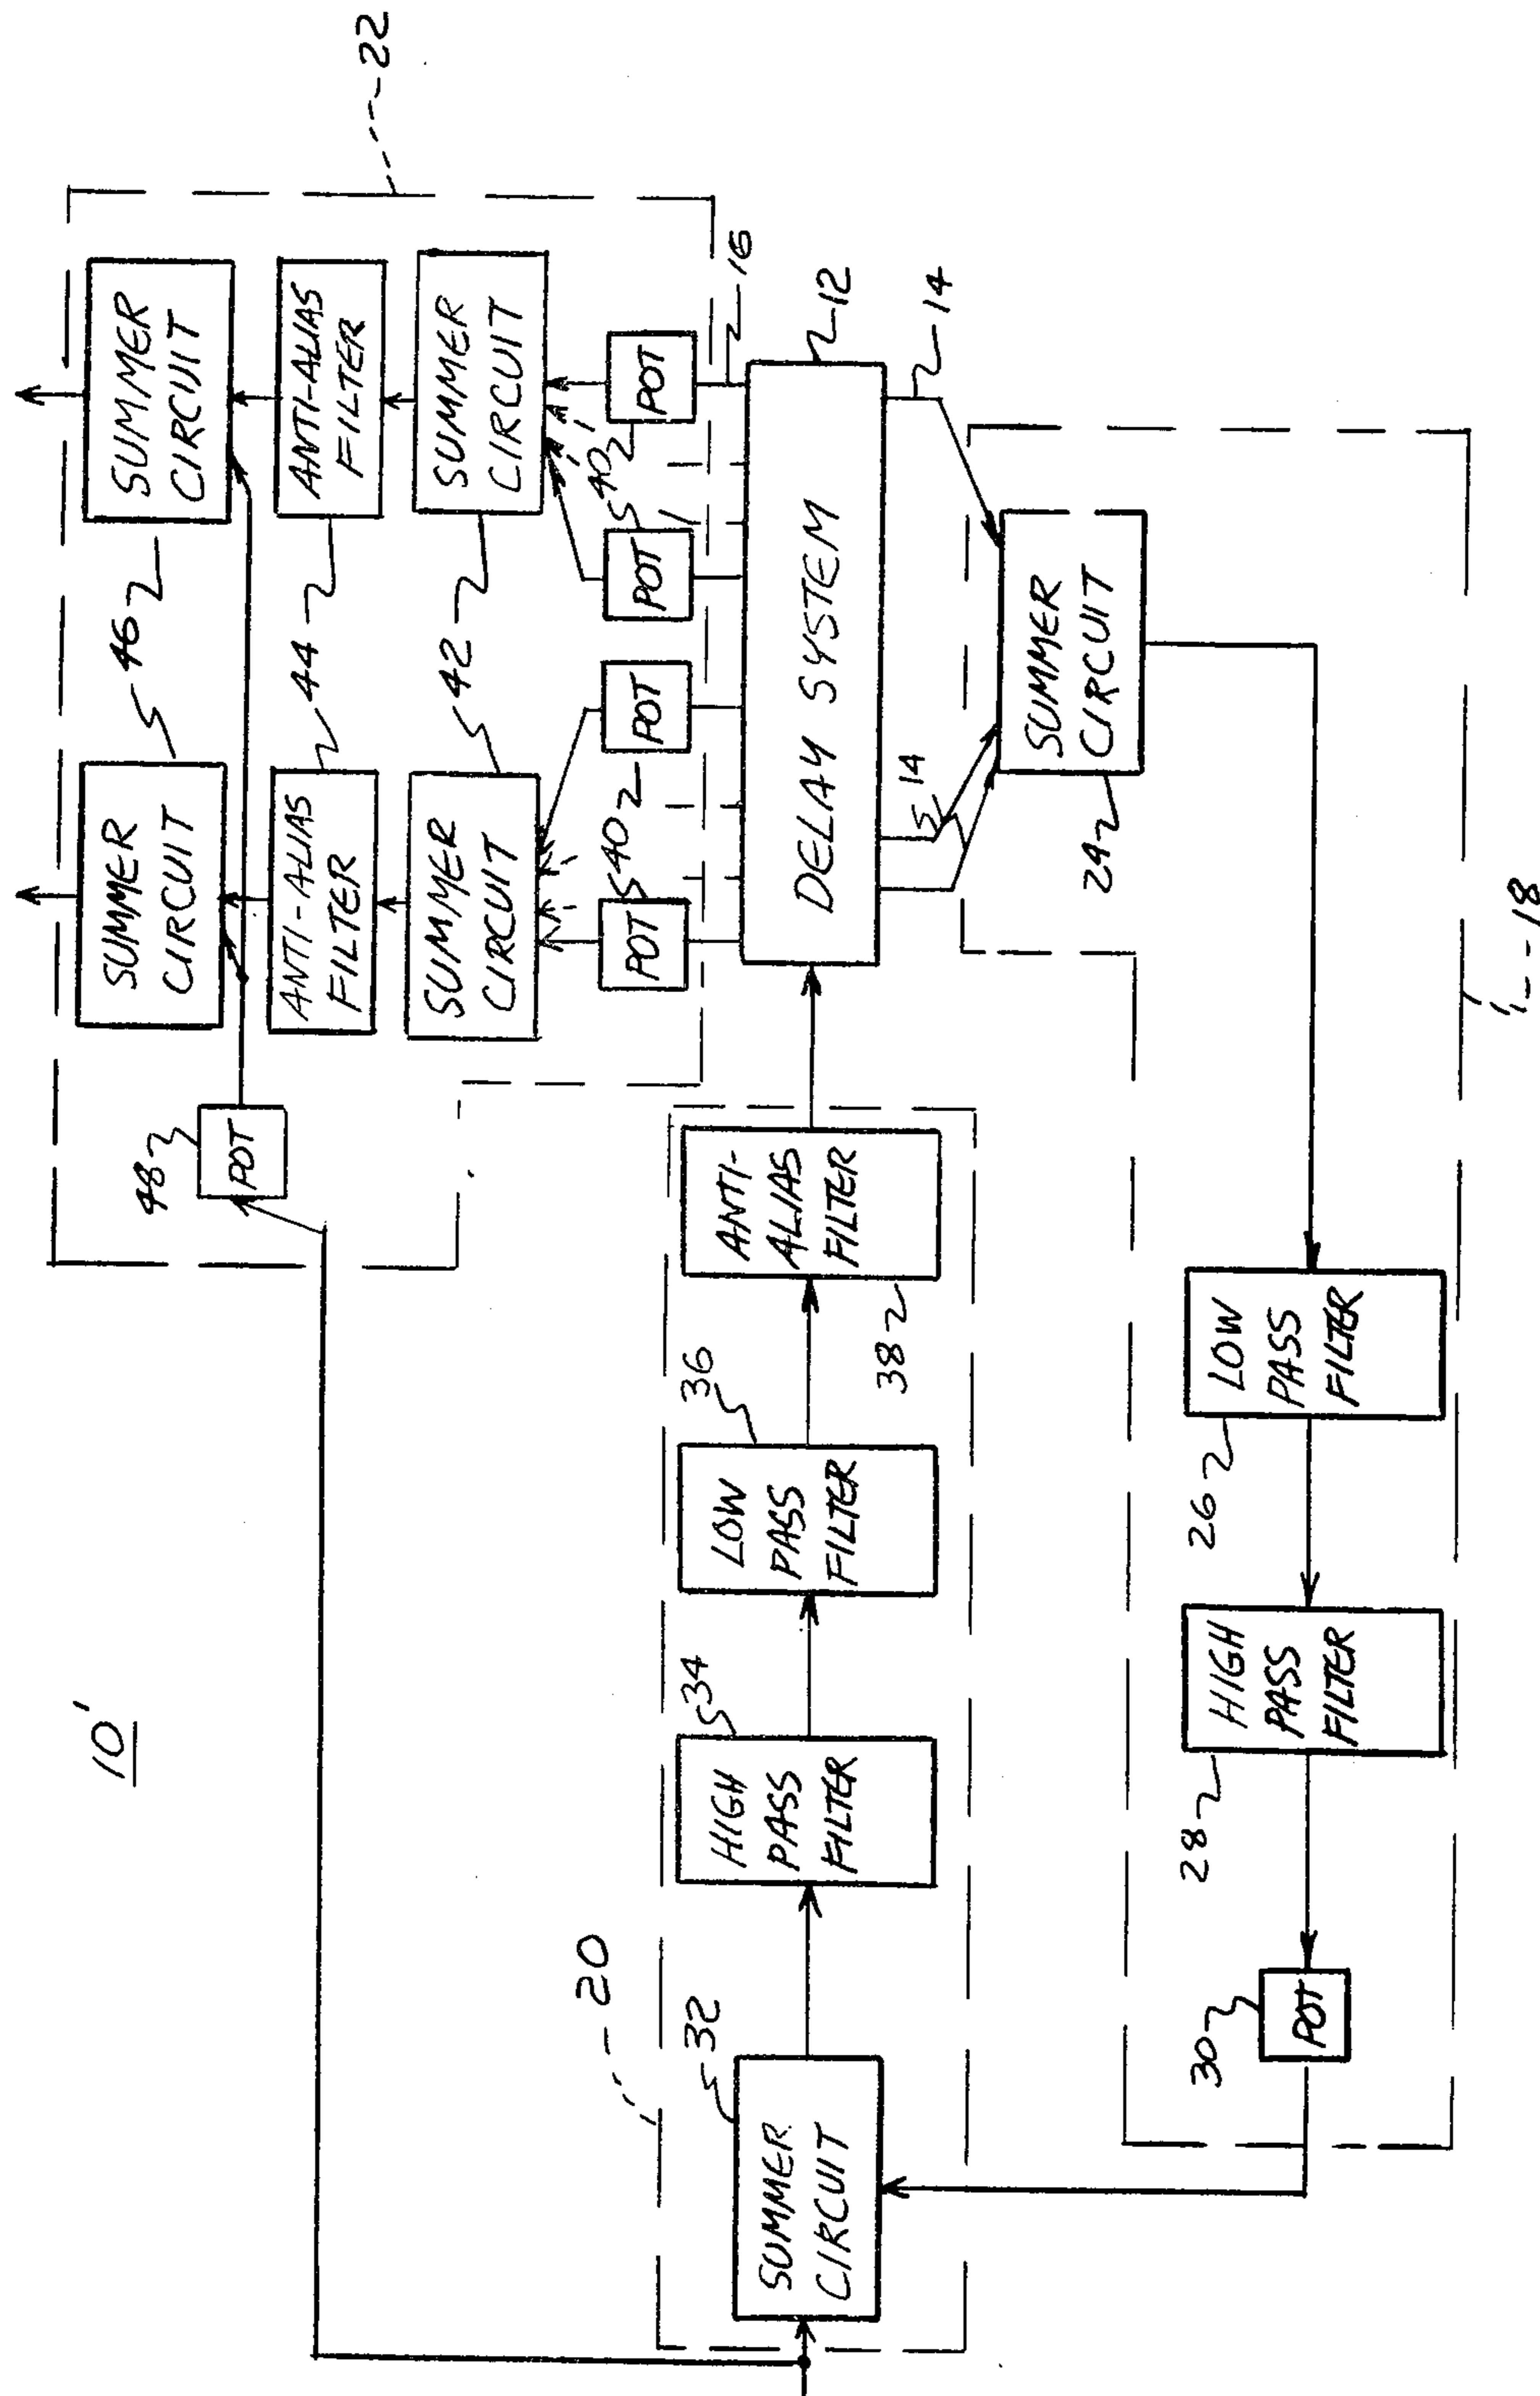 10'
22
SUMMER
CIRCUIT
46
SUMMER
CIRCUIT
ANTI-ALIAS
FILTER
44
ANTI-ALIAS
FILTER
SUMMER
CIRCUIT
42
SUMMER
CIRCUIT
48
POT
POT
40
POT
POT
40
POT
16
DELAY SYSTEM
12
14
14
20
SUMMER
CIRCUIT
32
HIGH
PASS
FILTER
34
LOW
PASS
FILTER
36
ANTI-
ALIAS
FILTER
38
SUMMER
CIRCUIT
24
LOW
PASS
FILTER
26
HIGH
PASS
FILTER
28
POT
30
18